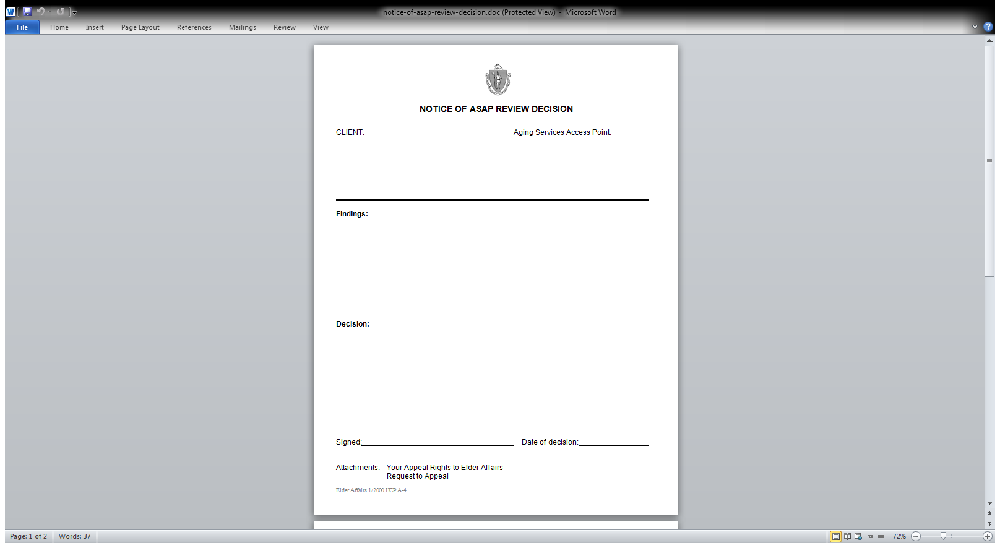 notice-of-asap-review-decision.doc (Protected View) - Microsoft Word
File Home Insert Page Layout References Mailings Review View
NOTICE OF ASAP REVIEW DECISION
CLIENT: Aging Services Access Point:
Findings:
Decision:
Signed: Date of decision:
Attachments: Your Appeal Rights to Elder Affairs
Request to Appeal
Elder Affairs 1/2000 HCP A-4
Page: 1 of 2 Words: 37 72%